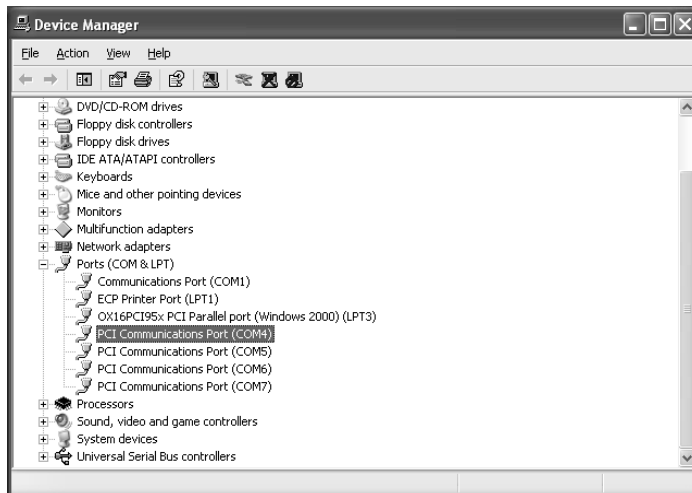 Device Manager
File Action View Help
DVD/CD-ROM drives
Floppy disk controllers
Floppy disk drives
IDE ATA/ATAPI controllers
Keyboards
Mice and other pointing devices
Monitors
Multifunction adapters
Network adapters
Ports (COM & LPT)
Communications Port (COM1)
ECP Printer Port (LPT1)
OX16PCI95x PCI Parallel port (Windows 2000) (LPT3)
PCI Communications Port (COM4)
PCI Communications Port (COM5)
PCI Communications Port (COM6)
PCI Communications Port (COM7)
Processors
Sound, video and game controllers
System devices
Universal Serial Bus controllers